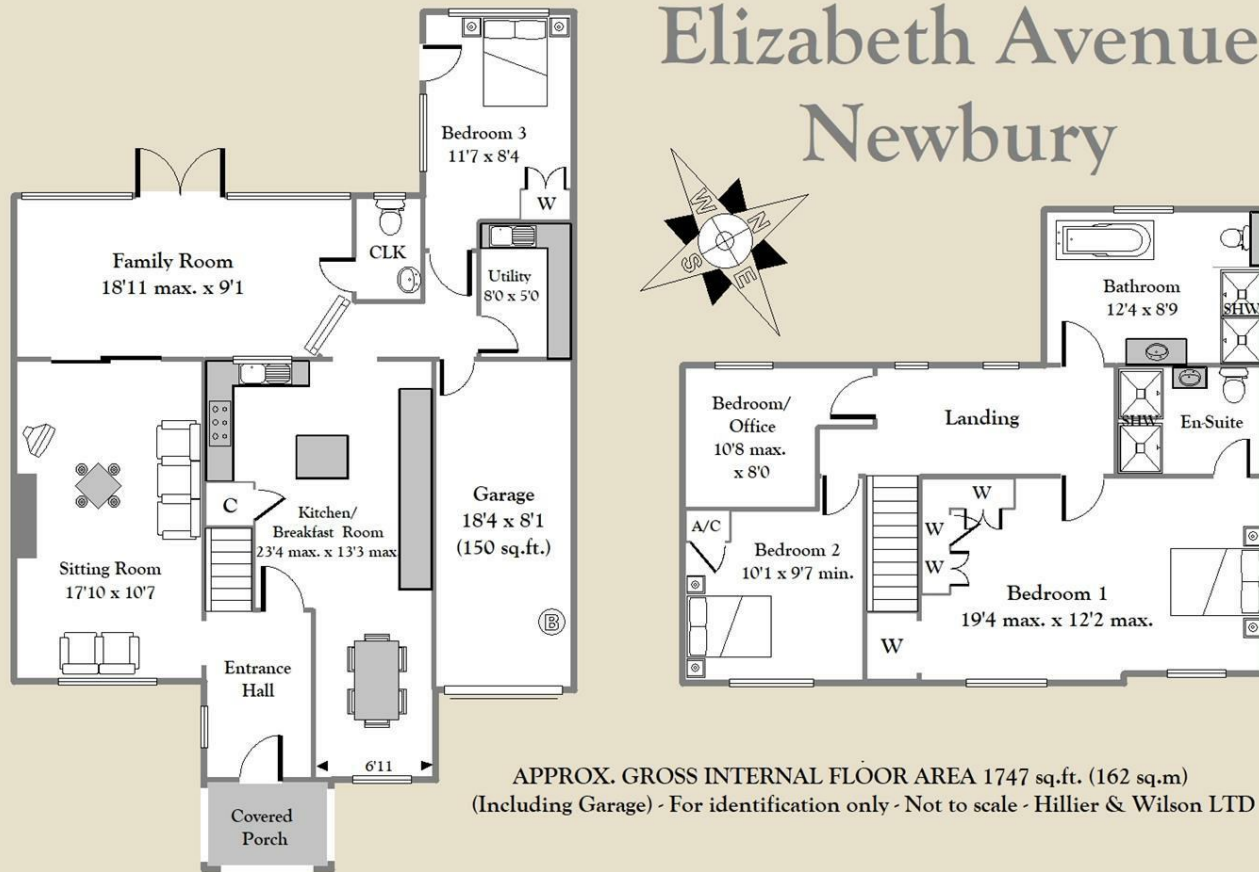 Elizabeth Avenue
Newbury
Bedroom 3
11'7 x 8'4
W
Family Room
18'11 max. x 9'1
CLK
Utility
8'0 x 5'0
C
Kitchen/
Breakfast Room
23'4 max. x 13'3 max
Garage
18'4 x 8'1
(150 sq.ft.)
B
Sitting Room
17'10 x 10'7
Entrance
Hall
6'11
Covered
Porch
N
E
S
W
Bathroom
12'4 x 8'9
SHW
Bedroom/
Office
10'8 max.
x 8'0
Landing
SHW
En-Suite
A/C
Bedroom 2
10'1 x 9'7 min.
W
W
W
W
Bedroom 1
19'4 max. x 12'2 max.
APPROX. GROSS INTERNAL FLOOR AREA 1747 sq.ft. (162 sq.m)
(Including Garage) - For identification only - Not to scale - Hillier & Wilson LTD